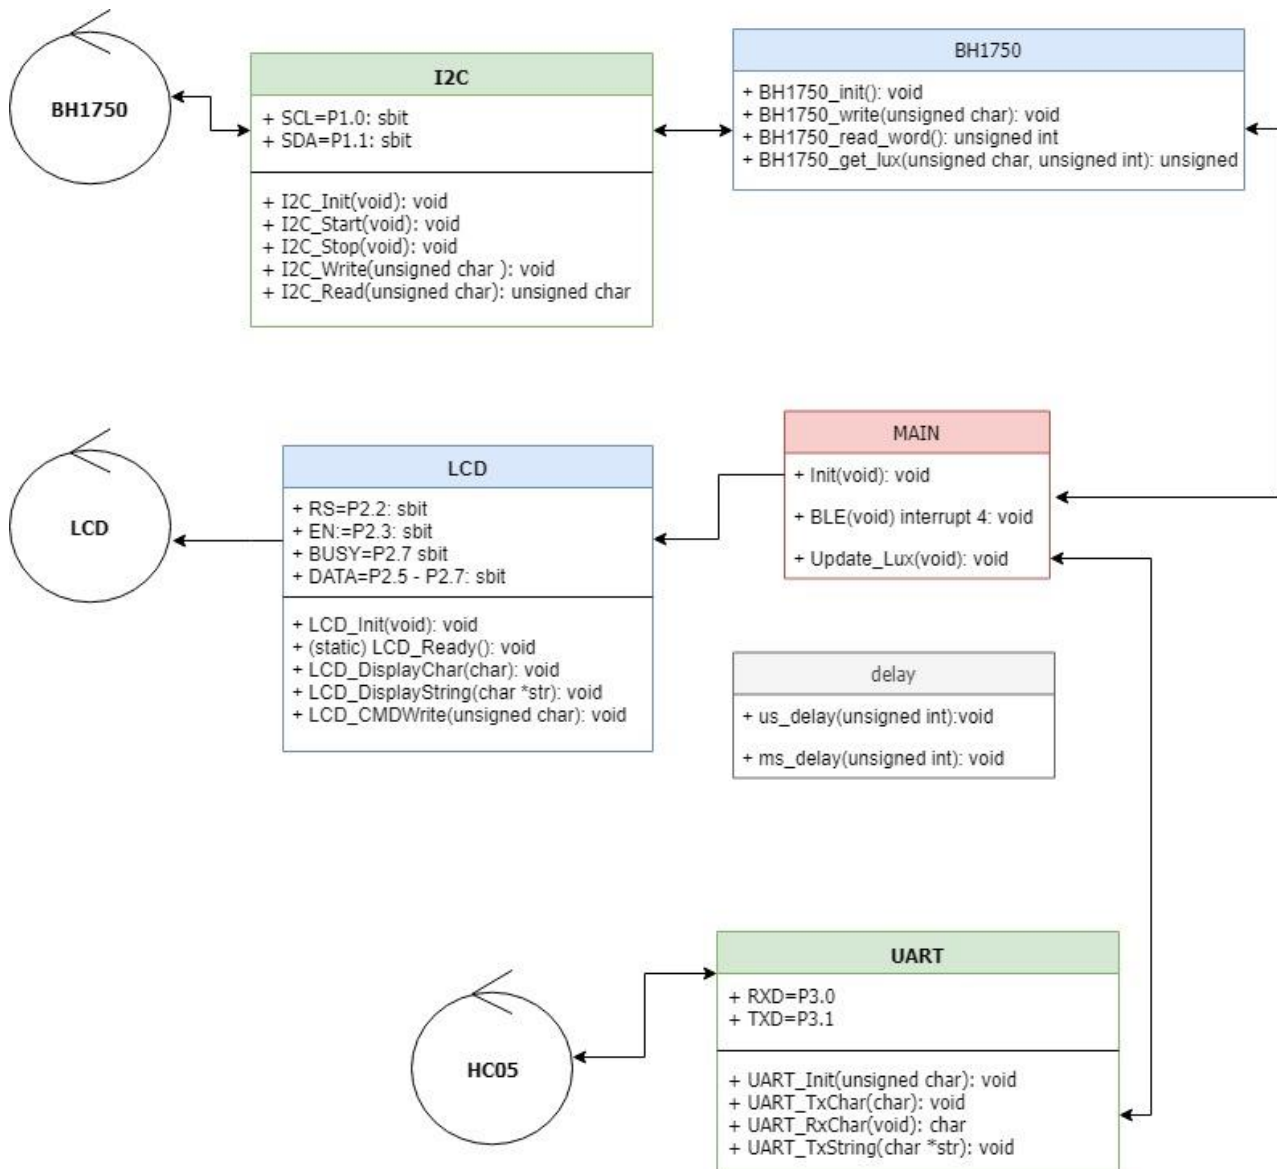 BH1750
I2C
+ SCL=P1.0: sbit
+ SDA=P1.1: sbit
+ I2C_Init(void): void
+ I2C_Start(void): void
+ I2C_Stop(void): void
+ I2C_Write(unsigned char ): void
+ I2C_Read(unsigned char): unsigned char
BH1750
+ BH1750_init(): void
+ BH1750_write(unsigned char): void
+ BH1750_read_word(): unsigned int
+ BH1750_get_lux(unsigned char, unsigned int): unsigned
LCD
LCD
+ RS=P2.2: sbit
+ EN:=P2.3: sbit
+ BUSY=P2.7 sbit
+ DATA=P2.5 - P2.7: sbit
+ LCD_Init(void): void
+ (static) LCD_Ready(): void
+ LCD_DisplayChar(char): void
+ LCD_DisplayString(char *str): void
+ LCD_CMDWrite(unsigned char): void
MAIN
+ Init(void): void
+ BLE(void) interrupt 4: void
+ Update_Lux(void): void
delay
+ us_delay(unsigned int):void
+ ms_delay(unsigned int): void
HC05
UART
+ RXD=P3.0
+ TXD=P3.1
+ UART_Init(unsigned char): void
+ UART_TxChar(char): void
+ UART_RxChar(void): char
+ UART_TxString(char *str): void